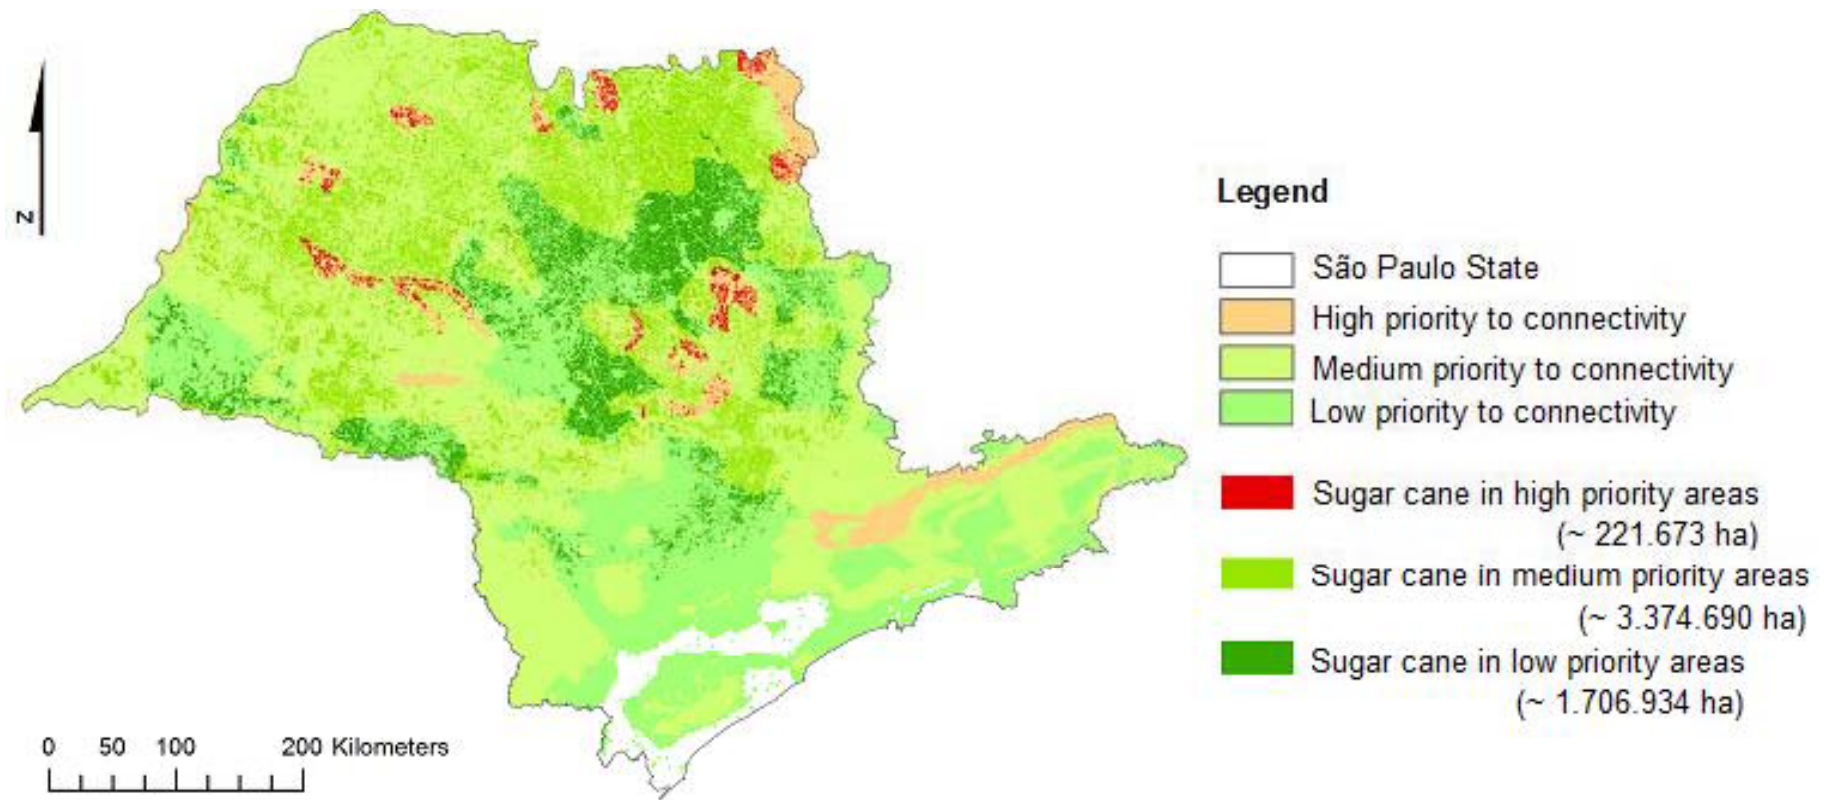 N
Legend
São Paulo State
High priority to connectivity
Medium priority to connectivity
Low priority to connectivity
Sugar cane in high priority areas
(~ 221.673 ha)
Sugar cane in medium priority areas
(~ 3.374.690 ha)
Sugar cane in low priority areas
(~ 1.706.934 ha)
0 50 100 200 Kilometers